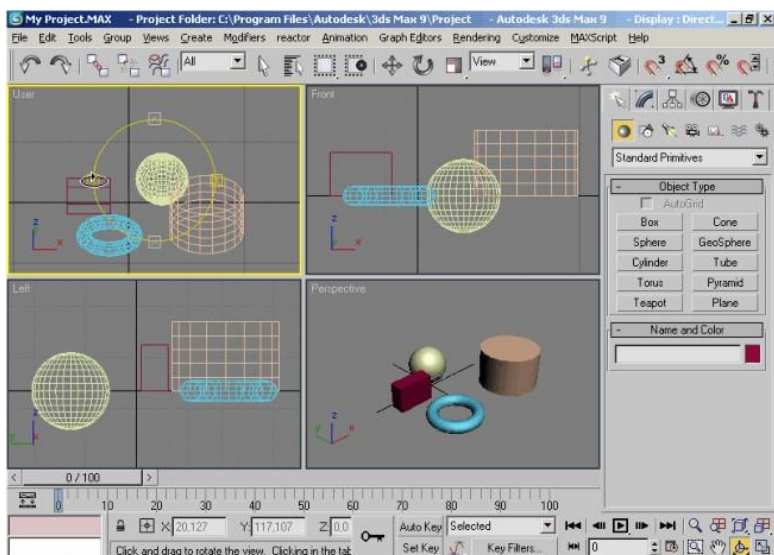 My Project.MAX - Project Folder: C:\Program Files\Autodesk\3ds Max 9\Project - Autodesk 3ds Max 9 - Display : Direct...
File Edit Tools Group Views Create Modifiers reactor Animation Graph Editors Rendering Customize MAXScript Help
All View
User Front
z x z x
Standard Primitives
- Object Type
AutoGrid
Box Cone
Sphere GeoSphere
Cylinder Tube
Torus Pyramid
Teapot Plane
Left Perspective
- Name and Color
z y x z y x
0 / 100
0 10 20 30 40 50 60 70 80 90 100
X: 20,127 Y: 117,107 Z: 0,0 Auto Key Selected
Click and drag to rotate the view. Clicking in the tab Set Key Key Filters... 0